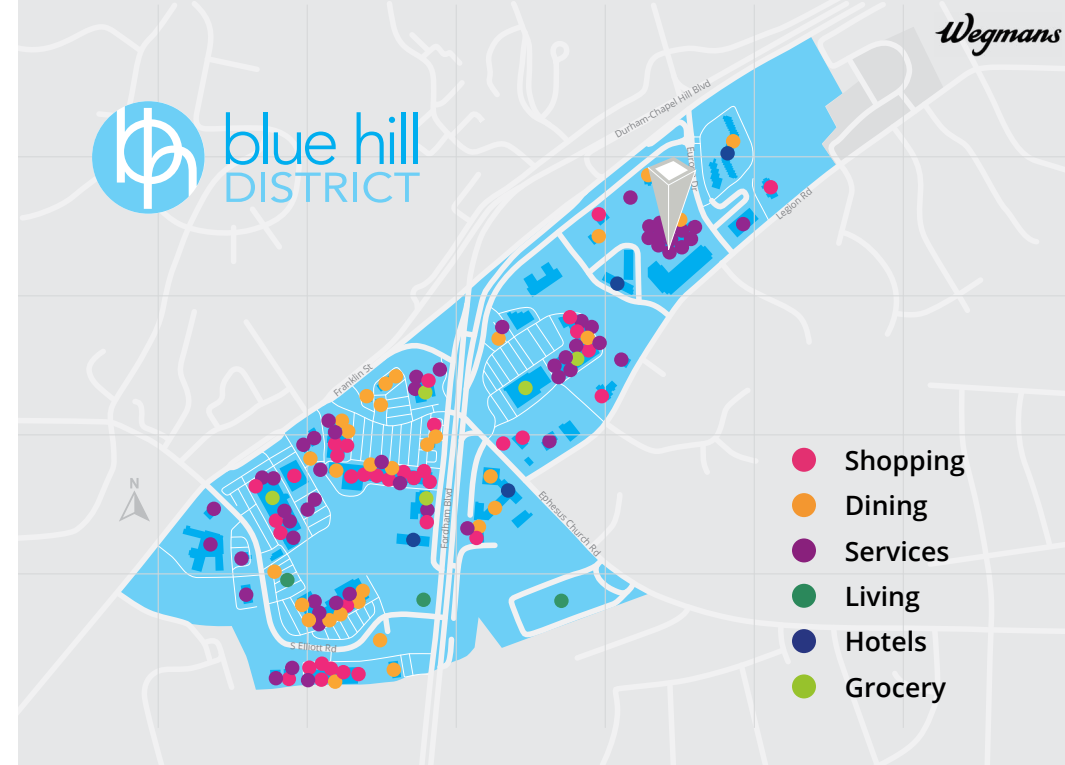 Wegmans
Durham-Chapel Hill Blvd
bh
blue hill
DISTRICT
Legion Rd
Franklin St
Shopping
N
Dining
Fordham Blvd
Ephesus Church Rd
Services
Living
Hotels
S Elliott Rd
Grocery